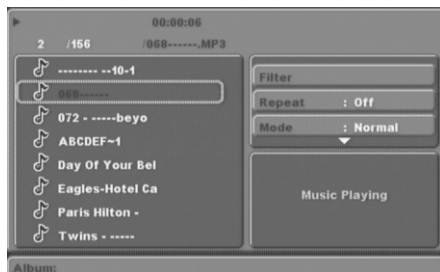 00:00:06
2 /156 /068------.MP3
-------- --10-1
068------
072 - -----beyo
ABCDEF~1
Day Of Your Bel
Eagles-Hotel Ca
Paris Hilton -
Twins - -----
Filter
Repeat : Off
Mode : Normal
Music Playing
Album: